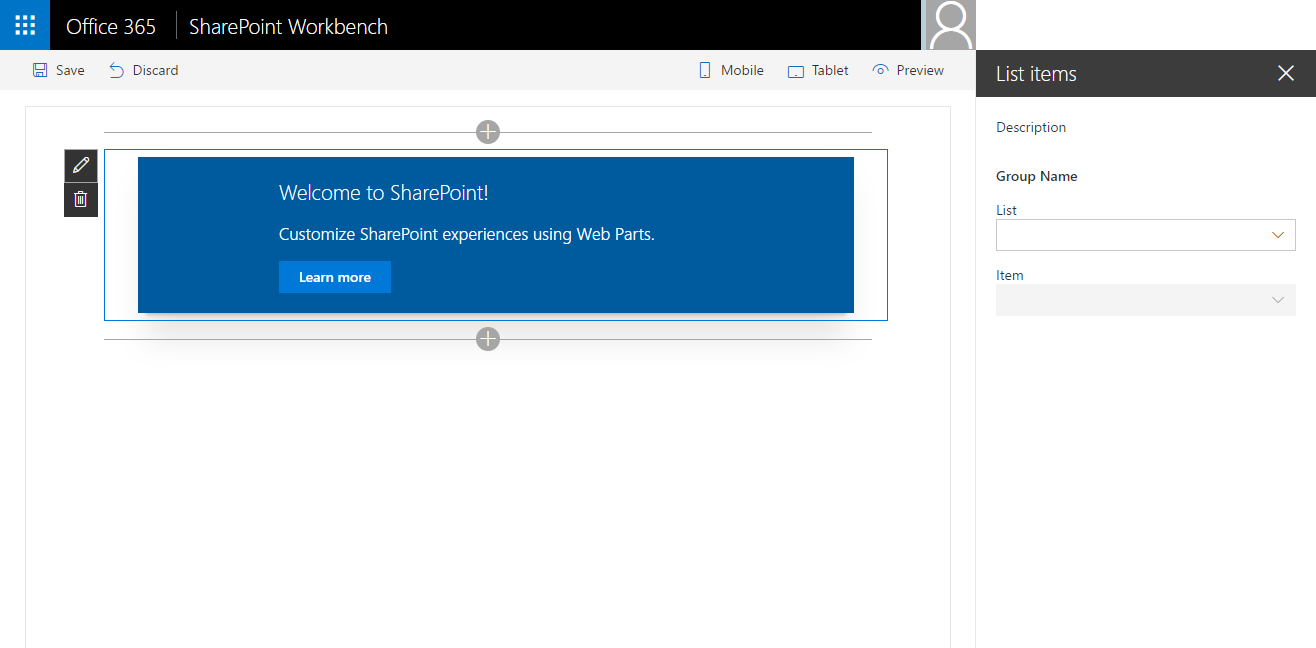 Office 365 SharePoint Workbench
Save Discard Mobile Tablet Preview
Welcome to SharePoint!
Customize SharePoint experiences using Web Parts.
Learn more
List items
Description
Group Name
List
Item